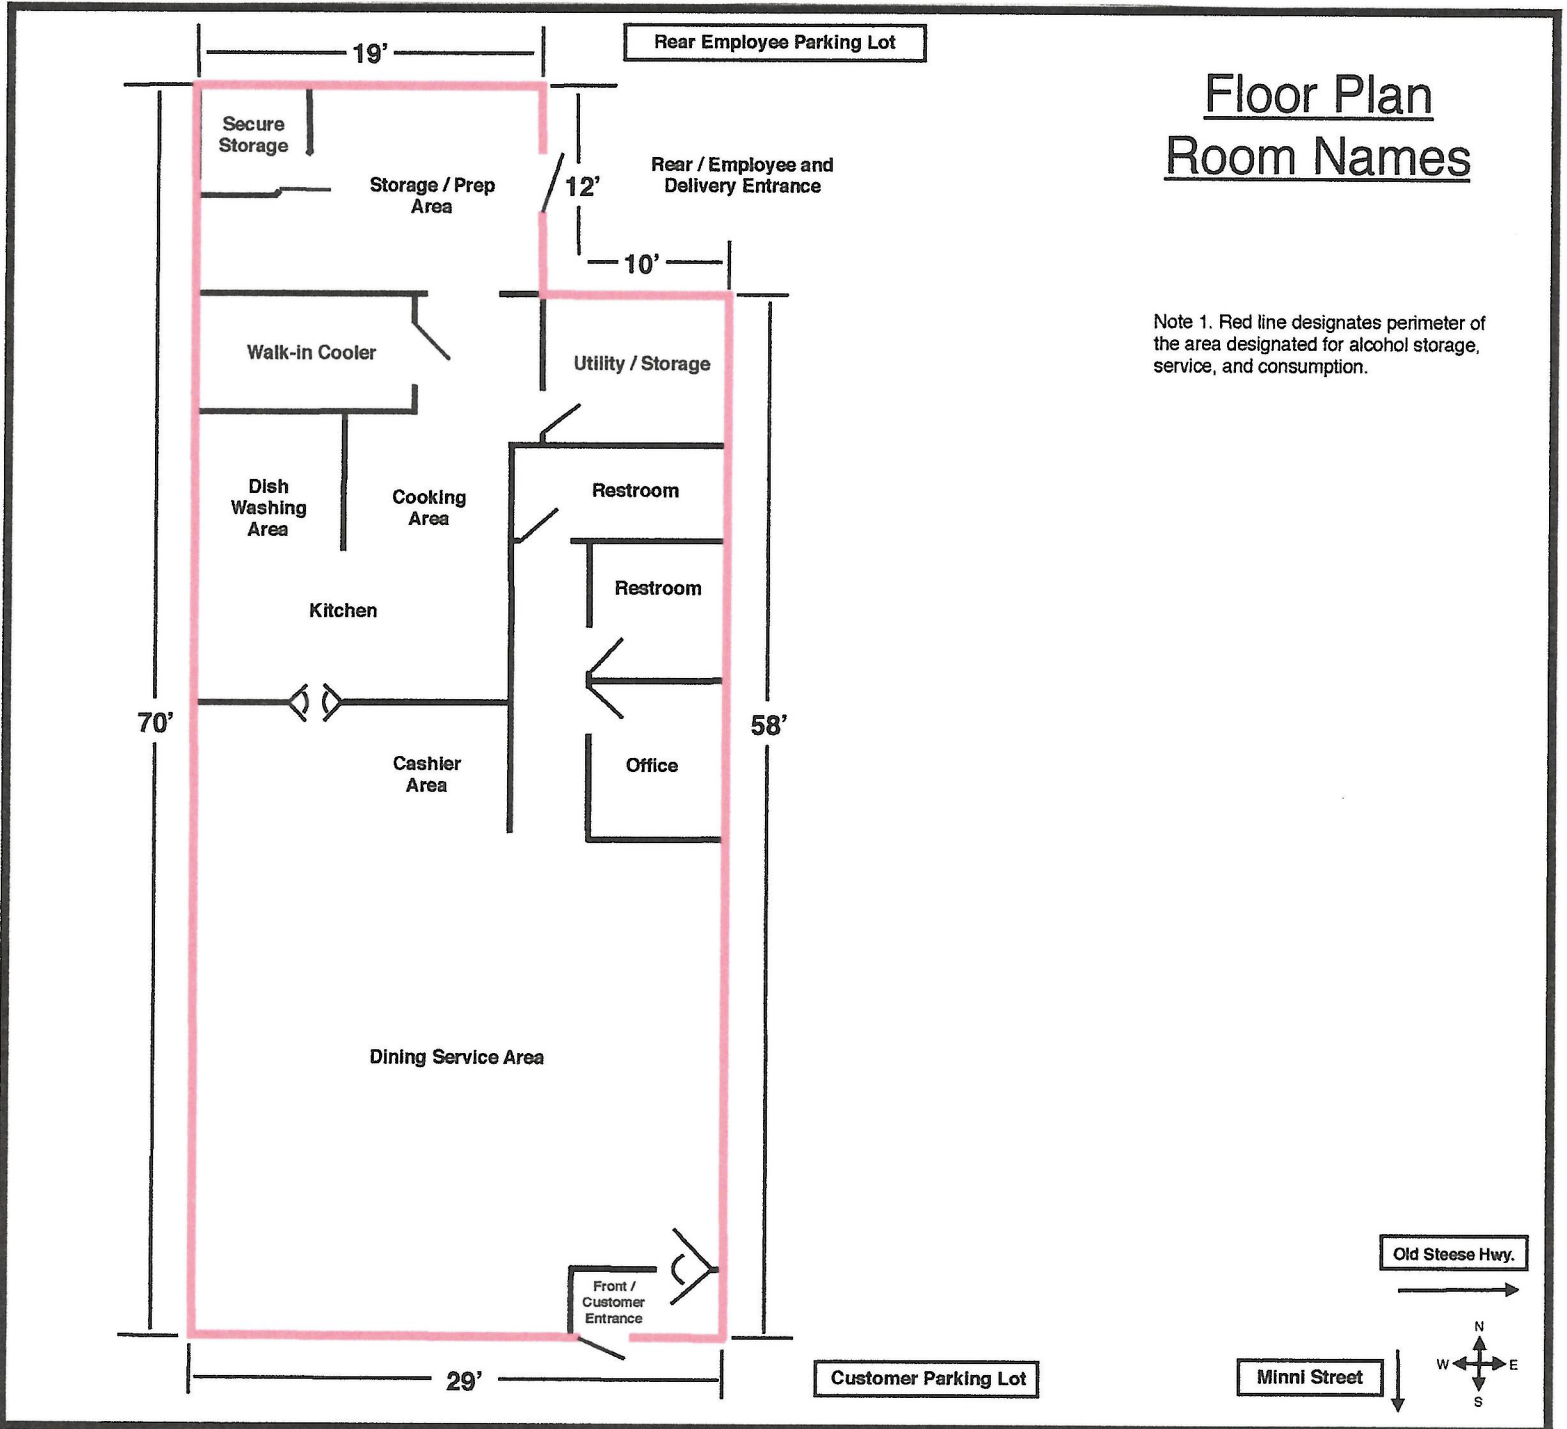 19'
Rear Employee Parking Lot
Floor Plan
Room Names
Secure
Storage
Storage / Prep
Area
12'
Rear / Employee and
Delivery Entrance
10'
Note 1. Red line designates perimeter of
the area designated for alcohol storage,
service, and consumption.
Walk-in Cooler
Utility / Storage
Dish
Washing
Area
Cooking
Area
Restroom
Restroom
Kitchen
70'
58'
Cashier
Area
Office
Dining Service Area
Front /
Customer
Entrance
29'
Customer Parking Lot
Old Steese Hwy.
Minni Street
N
W
E
S